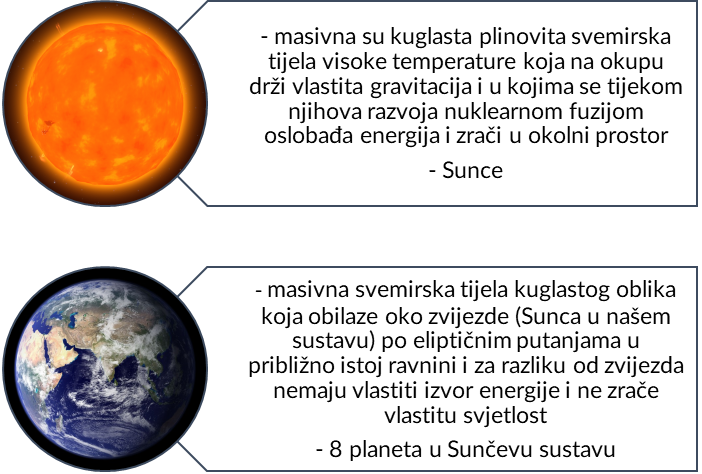 - masivna su kuglasta plinovita svemirska
tijela visoke temperature koja na okupu
drži vlastita gravitacija i u kojima se tijekom
njihova razvoja nuklearnom fuzijom
oslobađa energija i zrači u okolni prostor
- Sunce
- masivna svemirska tijela kuglastog oblika
koja obilaze oko zvijezde (Sunca u našem
sustavu) po eliptičnim putanjama u
približno istoj ravnini i za razliku od zvijezda
nemaju vlastiti izvor energije i ne zrače
vlastitu svjetlost
- 8 planeta u Sunčevu sustavu